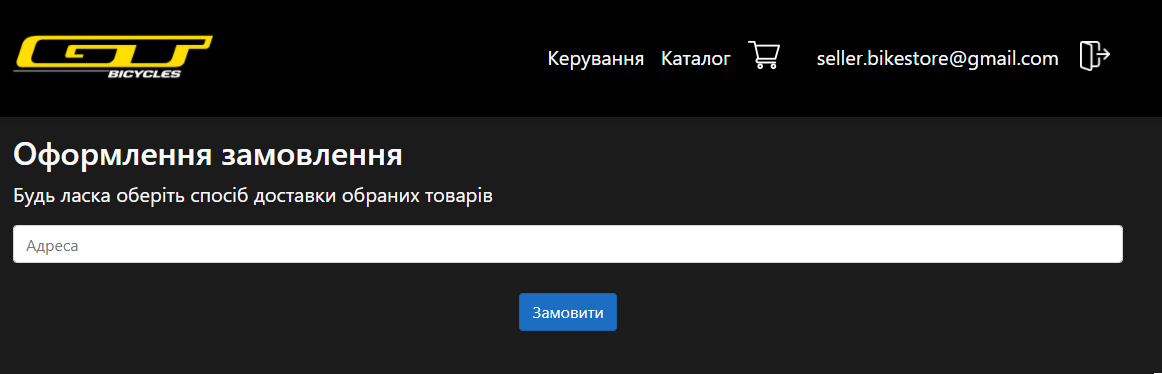 GT
BICYCLES
Керування Каталог seller.bikestore@gmail.com
Оформлення замовлення
Будь ласка оберіть спосіб доставки обраних товарів
Адреса
Замовити